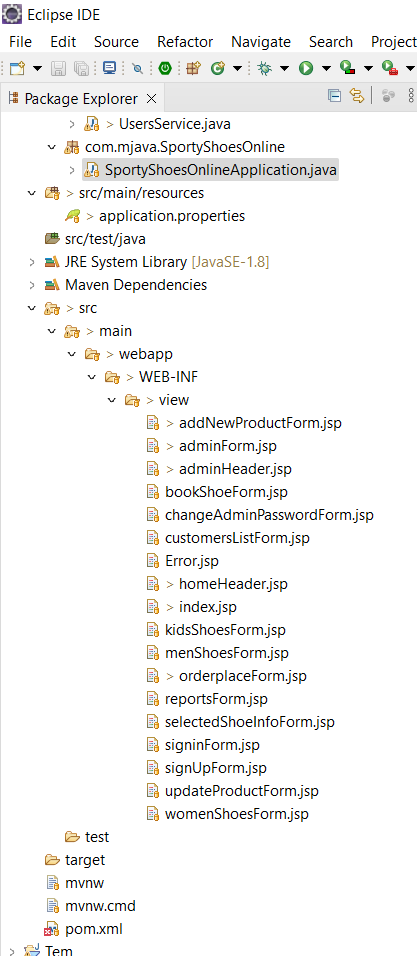 Eclipse IDE
File Edit Source Refactor Navigate Search Project
Package Explorer
> UsersService.java
com.mjava.SportyShoesOnline
> SportyShoesOnlineApplication.java
> src/main/resources
> application.properties
src/test/java
JRE System Library [JavaSE-1.8]
Maven Dependencies
> src
> main
> webapp
> WEB-INF
> view
> addNewProductForm.jsp
> adminForm.jsp
> adminHeader.jsp
bookShoeForm.jsp
changeAdminPasswordForm.jsp
customersListForm.jsp
Error.jsp
> homeHeader.jsp
> index.jsp
kidsShoesForm.jsp
menShoesForm.jsp
> orderplaceForm.jsp
reportsForm.jsp
selectedShoeInfoForm.jsp
signinForm.jsp
signUpForm.jsp
updateProductForm.jsp
womenShoesForm.jsp
test
target
mvnw
mvnw.cmd
pom.xml
Tem